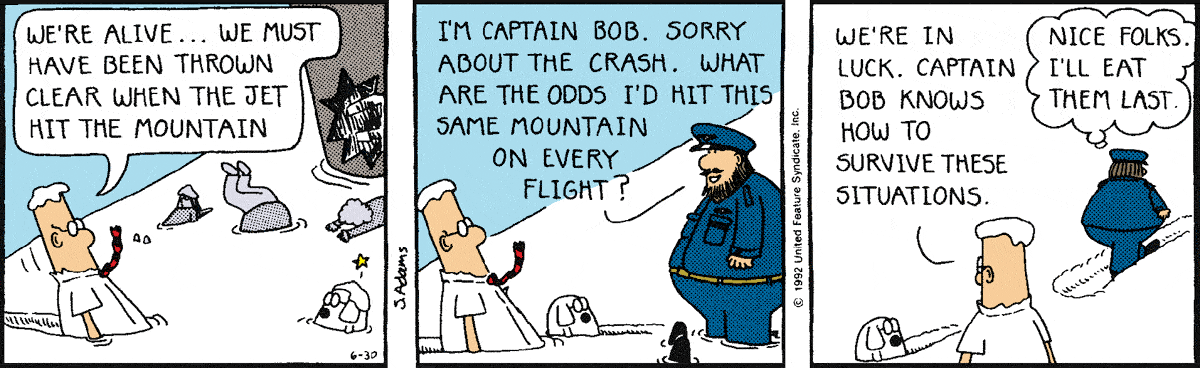 WE'RE ALIVE... WE MUST
HAVE BEEN THROWN
CLEAR WHEN THE JET
HIT THE MOUNTAIN
6-30
S.Adams
I'M CAPTAIN BOB. SORRY
ABOUT THE CRASH. WHAT
ARE THE ODDS I'D HIT THIS
SAME MOUNTAIN
ON EVERY
FLIGHT?
© 1992 United Feature Syndicate, Inc.
WE'RE IN
LUCK. CAPTAIN
BOB KNOWS
HOW TO
SURVIVE THESE
SITUATIONS.
NICE FOLKS.
I'LL EAT
THEM LAST.